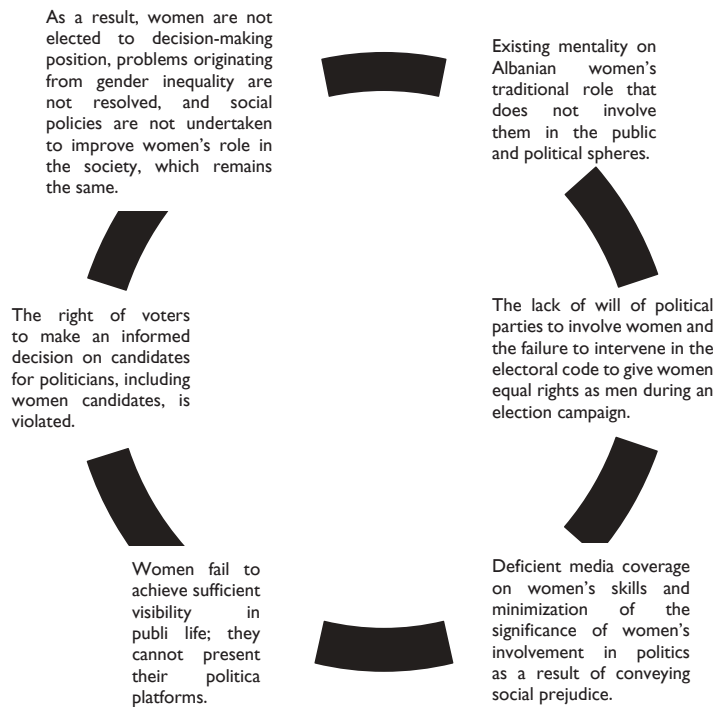 As a result, women are not
elected to decision-making
position, problems originating
from gender inequality are
not resolved, and social
policies are not undertaken
to improve women's role in
the society, which remains
the same.
Existing mentality on
Albanian women's
traditional role that
does not involve
them in the public
and political spheres.
The lack of will of political
parties to involve women and
the failure to intervene in the
electoral code to give women
equal rights as men during an
election campaign.
Deficient media coverage
on women's skills and
minimization of the
significance of women's
involvement in politics
as a result of conveying
social prejudice.
Women fail to
achieve sufficient
visibility in
publi life; they
cannot present
their politica
platforms.
The right of voters
to make an informed
decision on candidates
for politicians, including
women candidates, is
violated.